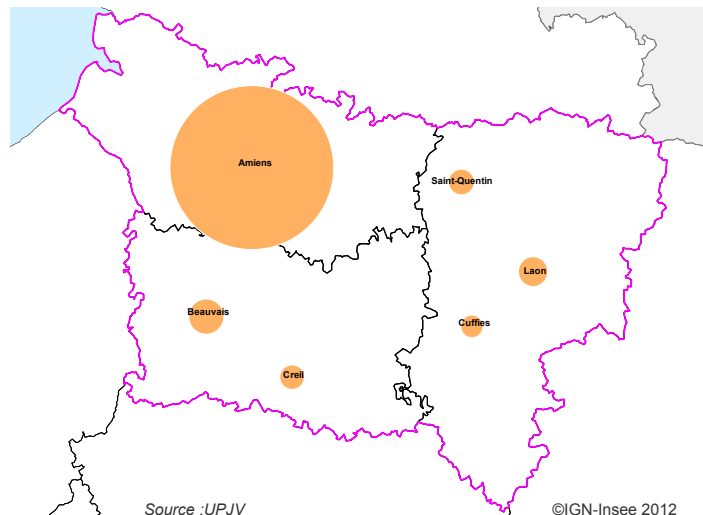 Amiens
Saint-Quentin
Laon
Beauvais
Cuffies
Creil
Source :UPJV
©IGN-Insee 2012